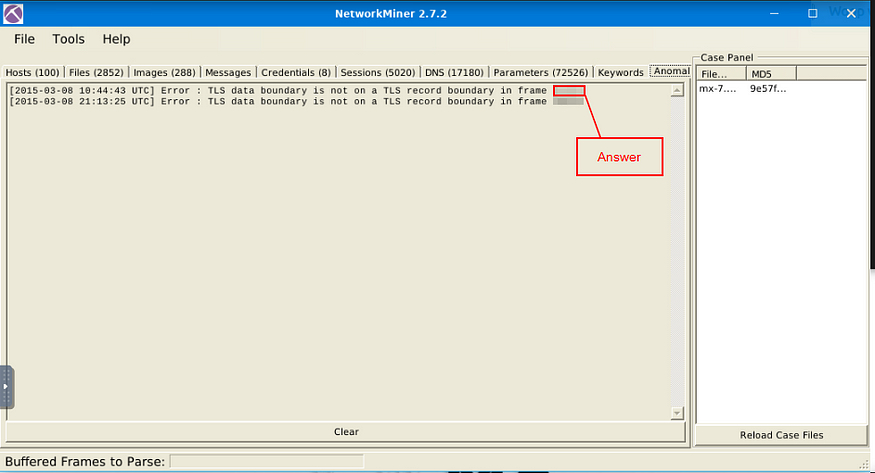 NetworkMiner 2.7.2
File Tools Help
Hosts (100) Files (2852) Images (288) Messages Credentials (8) Sessions (5020) DNS (17180) Parameters (72526) Keywords Anomal
[2015-03-08 10:44:43 UTC] Error : TLS data boundary is not on a TLS record boundary in frame
[2015-03-08 21:13:25 UTC] Error : TLS data boundary is not on a TLS record boundary in frame
Answer
Clear
Buffered Frames to Parse:
Case Panel
File... MD5
mx-7.... 9e57f...
Reload Case Files